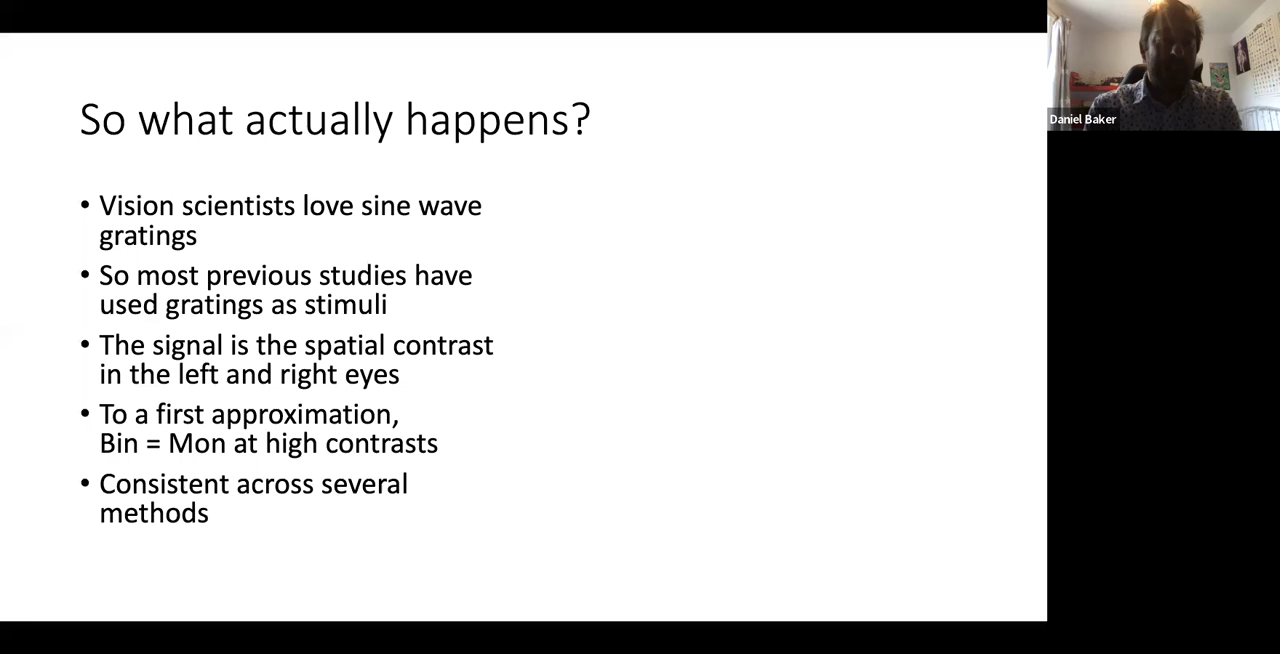 So what actually happens?
• Vision scientists love sine wave
gratings
• So most previous studies have
used gratings as stimuli
• The signal is the spatial contrast
in the left and right eyes
• To a first approximation,
Bin = Mon at high contrasts
• Consistent across several
methods
Daniel Baker